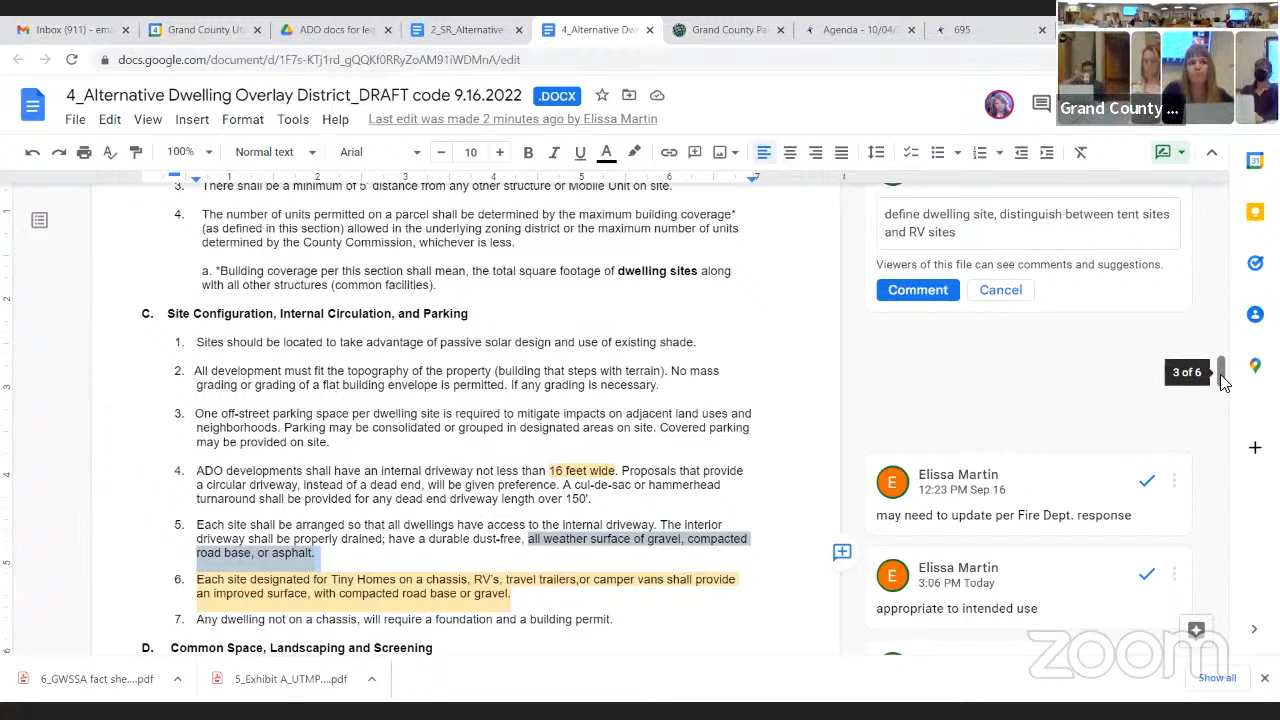 Inbox (911) - ema
Grand County Ut
ADO docs for le
2_SR_Alternative
4_Alternative Dw
Grand County Pa
Agenda - 10/04/
695
docs.google.com/document/d/1F7s-KTj1rd_gQQKf0RRyZoAM91iWDMnA/edit
4_Alternative Dwelling Overlay District_DRAFT code 9.16.2022
.DOCX
Grand County ...
File Edit View Insert Format Tools Help
Last edit was made 2 minutes ago by Elissa Martin
100% Normal text Arial 10 B I U A
1 2 3 4 5 6 7
3. There shall be a minimum of 5' distance from any other structure or Mobile Unit on site.
4. The number of units permitted on a parcel shall be determined by the maximum building coverage*
(as defined in this section) allowed in the underlying zoning district or the maximum number of units
determined by the County Commission, whichever is less.
a. *Building coverage per this section shall mean, the total square footage of dwelling sites along
with all other structures (common facilities).
C. Site Configuration, Internal Circulation, and Parking
1. Sites should be located to take advantage of passive solar design and use of existing shade.
2. All development must fit the topography of the property (building that steps with terrain). No mass
grading or grading of a flat building envelope is permitted. If any grading is necessary.
3. One off-street parking space per dwelling site is required to mitigate impacts on adjacent land uses and
neighborhoods. Parking may be consolidated or grouped in designated areas on site. Covered parking
may be provided on site.
4. ADO developments shall have an internal driveway not less than 16 feet wide. Proposals that provide
a circular driveway, instead of a dead end, will be given preference. A cul-de-sac or hammerhead
turnaround shall be provided for any dead end driveway length over 150'.
5. Each site shall be arranged so that all dwellings have access to the internal driveway. The interior
driveway shall be properly drained; have a durable dust-free, all weather surface of gravel, compacted
road base, or asphalt.
6. Each site designated for Tiny Homes on a chassis, RV's, travel trailers,or camper vans shall provide
an improved surface, with compacted road base or gravel.
7. Any dwelling not on a chassis, will require a foundation and a building permit.
D. Common Space, Landscaping and Screening
1
2
3
4
5
6
define dwelling site, distinguish between tent sites
and RV sites
Viewers of this file can see comments and suggestions.
Comment Cancel
3 of 6
31
E Elissa Martin
12:23 PM Sep 16
may need to update per Fire Dept. response
E Elissa Martin
3:06 PM Today
appropriate to intended use
zoom
6_GWSSA fact she....pdf
5_Exhibit A_UTMP....pdf
Show all